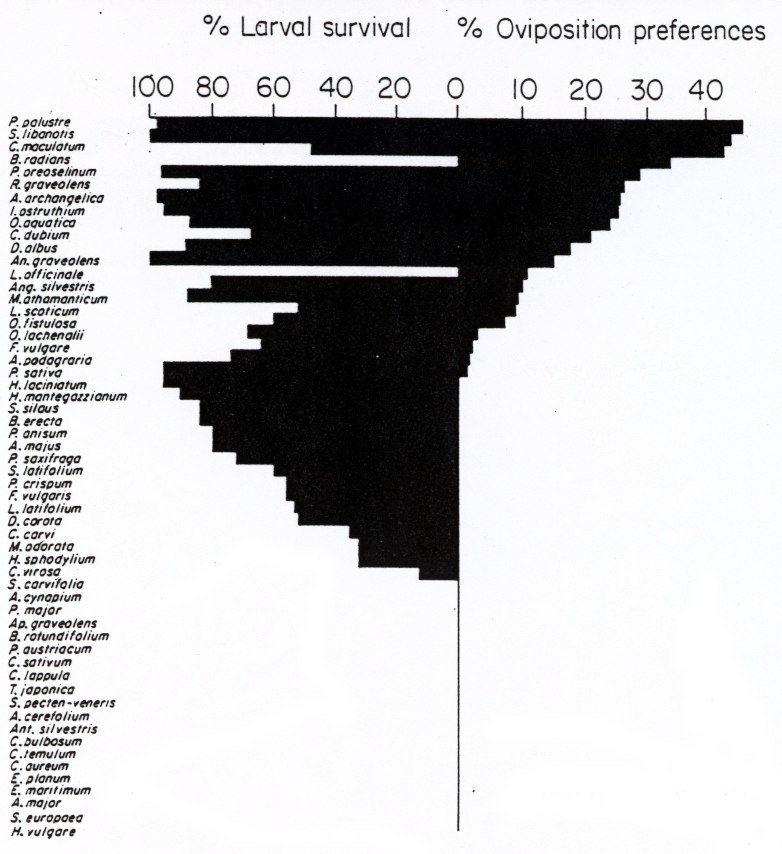 % Larval survival % Oviposition preferences
100 80 60 40 20 0 10 20 30 40
P. palustre
S. libanotis
C. maculatum
B. radians
P. oreoselinum
R. graveolens
A. archangelica
I. ostruthium
O. aquatica
C. dubium
D. albus
An. graveolens
L. officinale
Ang. silvestris
M. athamanticum
L. scoticum
O. fistulosa
O. lachenalii
F. vulgare
A. podagraria
P. sativa
H. laciniatum
H. mantegazzianum
S. silaus
B. erecta
P. anisum
A. majus
P. saxifraga
S. latifolium
P. crispum
F. vulgaris
L. latifolium
D. carota
C. carvi
M. odorata
H. sphodylium
C. virosa
S. carvifolia
A. cynapium
P. major
Ap. graveolens
B. rotundifolium
P. austriacum
C. sativum
C. lappula
T. japonica
S. pecten-veneris
A. cerefolium
Ant. silvestris
C. bulbosum
C. temulum
C. aureum
E. planum
E. maritimum
A. major
S. europaea
H. vulgare